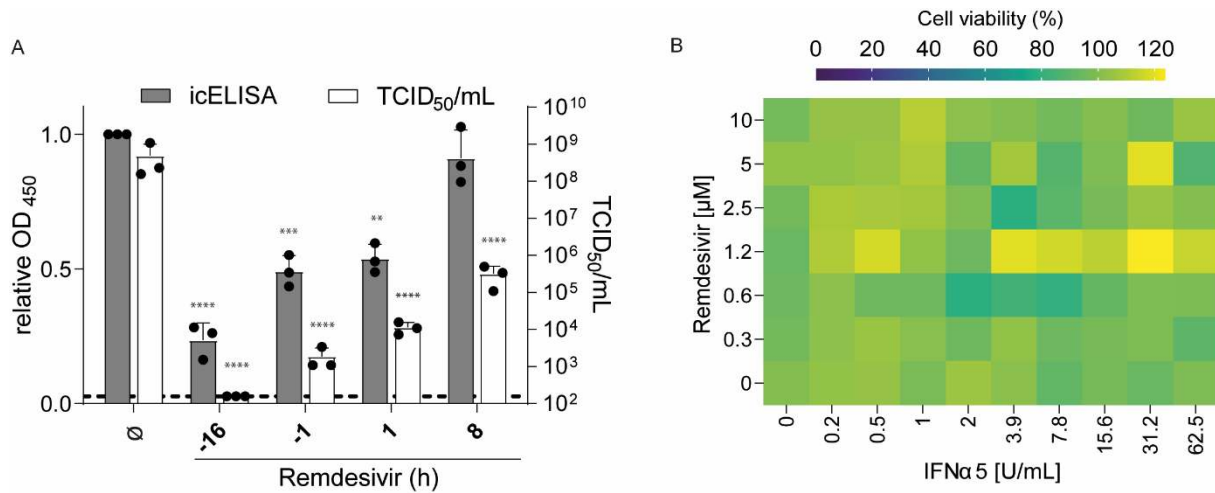 A
icELISA
TCID50/mL
relative OD450
1.0
0.5
0.0
10^10
10^9
10^8
10^7
10^6
10^5
10^4
10^3
10^2
TCID50/mL
****
****
***
****
**
****
****
Ø
-16
-1
1
8
Remdesivir (h)
B
Cell viability (%)
0 20 40 60 80 100 120
Remdesivir [µM]
10
5
2.5
1.2
0.6
0.3
0
0 0.2 0.5 1 2 3.9 7.8 15.6 31.2 62.5
IFNα 5 [U/mL]